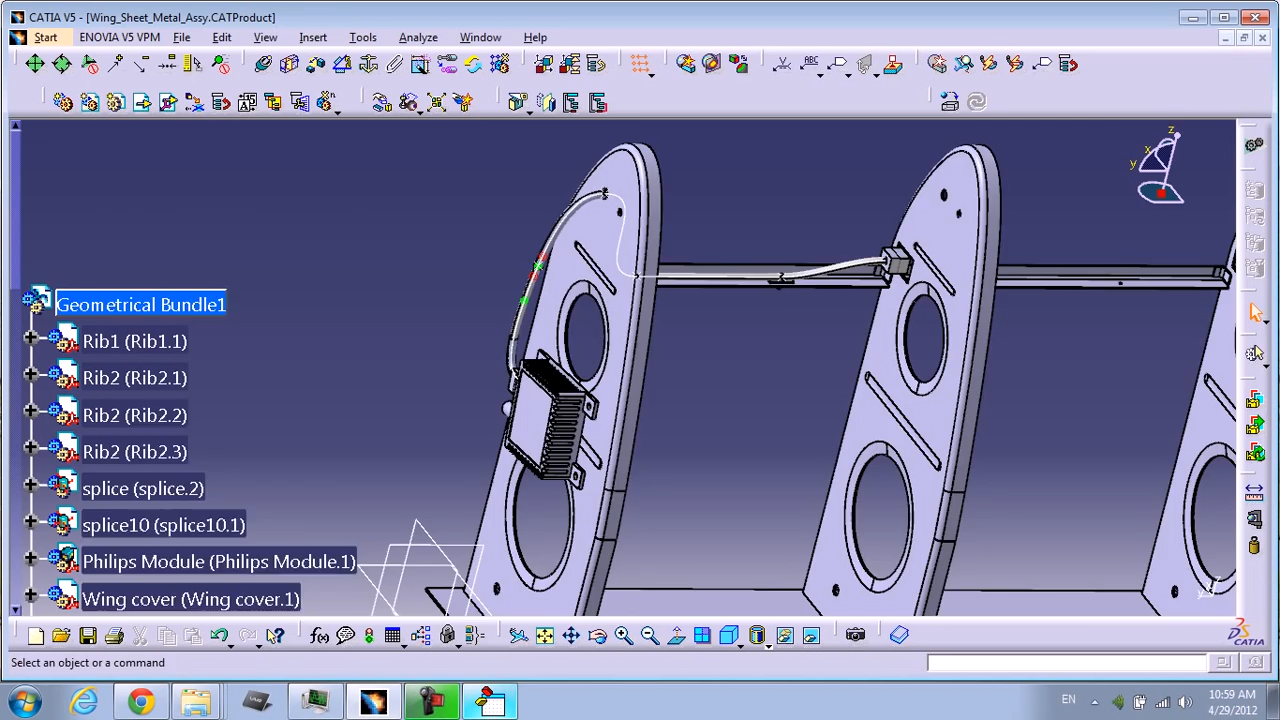 CATIA V5 - [Wing_Sheet_Metal_Assy.CATProduct]
Start ENOVIA V5 VPM File Edit View Insert Tools Analyze Window Help
ABC
z
x
y
Geometrical Bundle1
Rib1 (Rib1.1)
Rib2 (Rib2.1)
Rib2 (Rib2.2)
Rib2 (Rib2.3)
splice (splice.2)
splice10 (splice10.1)
Philips Module (Philips Module.1)
Wing cover (Wing cover.1)
f(x)
CATIA
Select an object or a command
EN
10:59 AM
4/29/2012